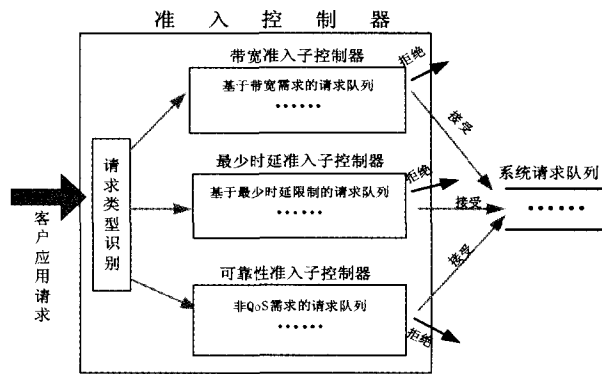 准入控制器
带宽准入子控制器
拒绝
基于带宽需求的请求队列
……
接受
请求类型识别
最少时延准入子控制器
拒绝
基于最少时延限制的请求队列
……
接受
系统请求队列
……
客户应用请求
可靠性准入子控制器
接受
非QoS需求的请求队列
……
拒绝